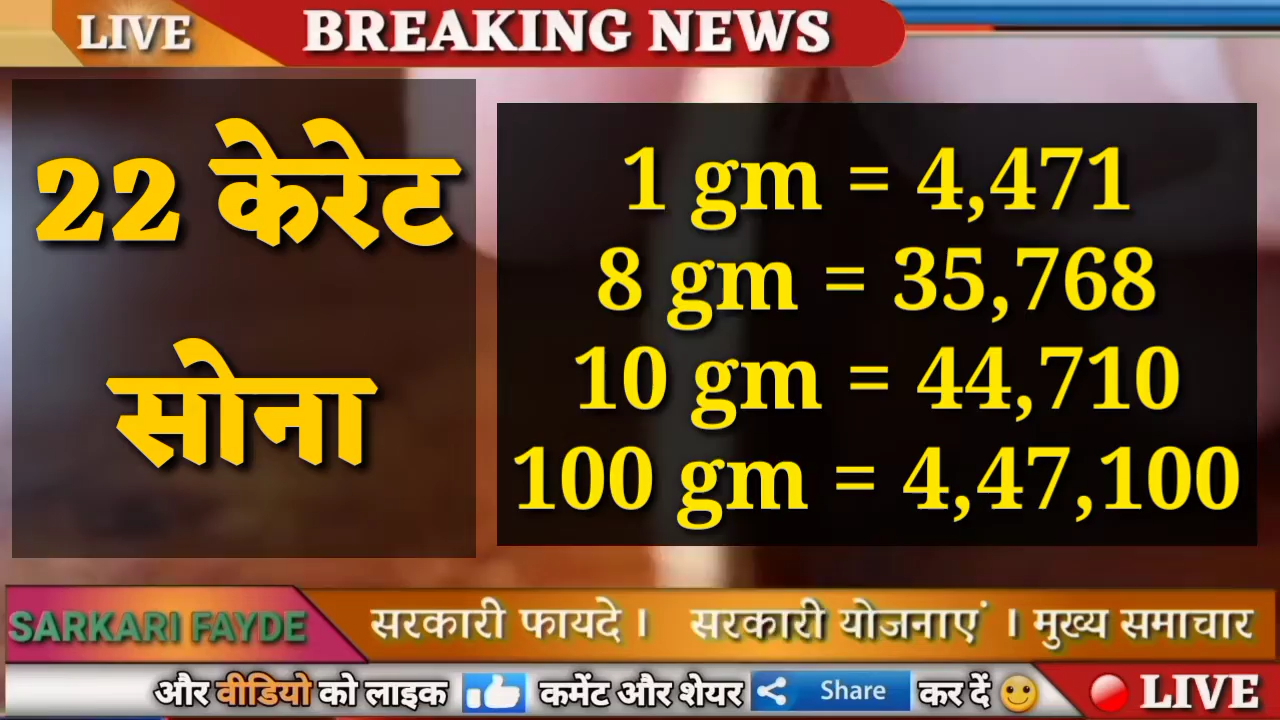 LIVE BREAKING NEWS
22 केरेट
सोना
1 gm = 4,471
8 gm = 35,768
10 gm = 44,710
100 gm = 4,47,100
SARKARI FAYDE सरकारी फायदे । सरकारी योजनाएं । मुख्य समाचार
और वीडियो को लाइक कमेंट और शेयर Share कर दें LIVE